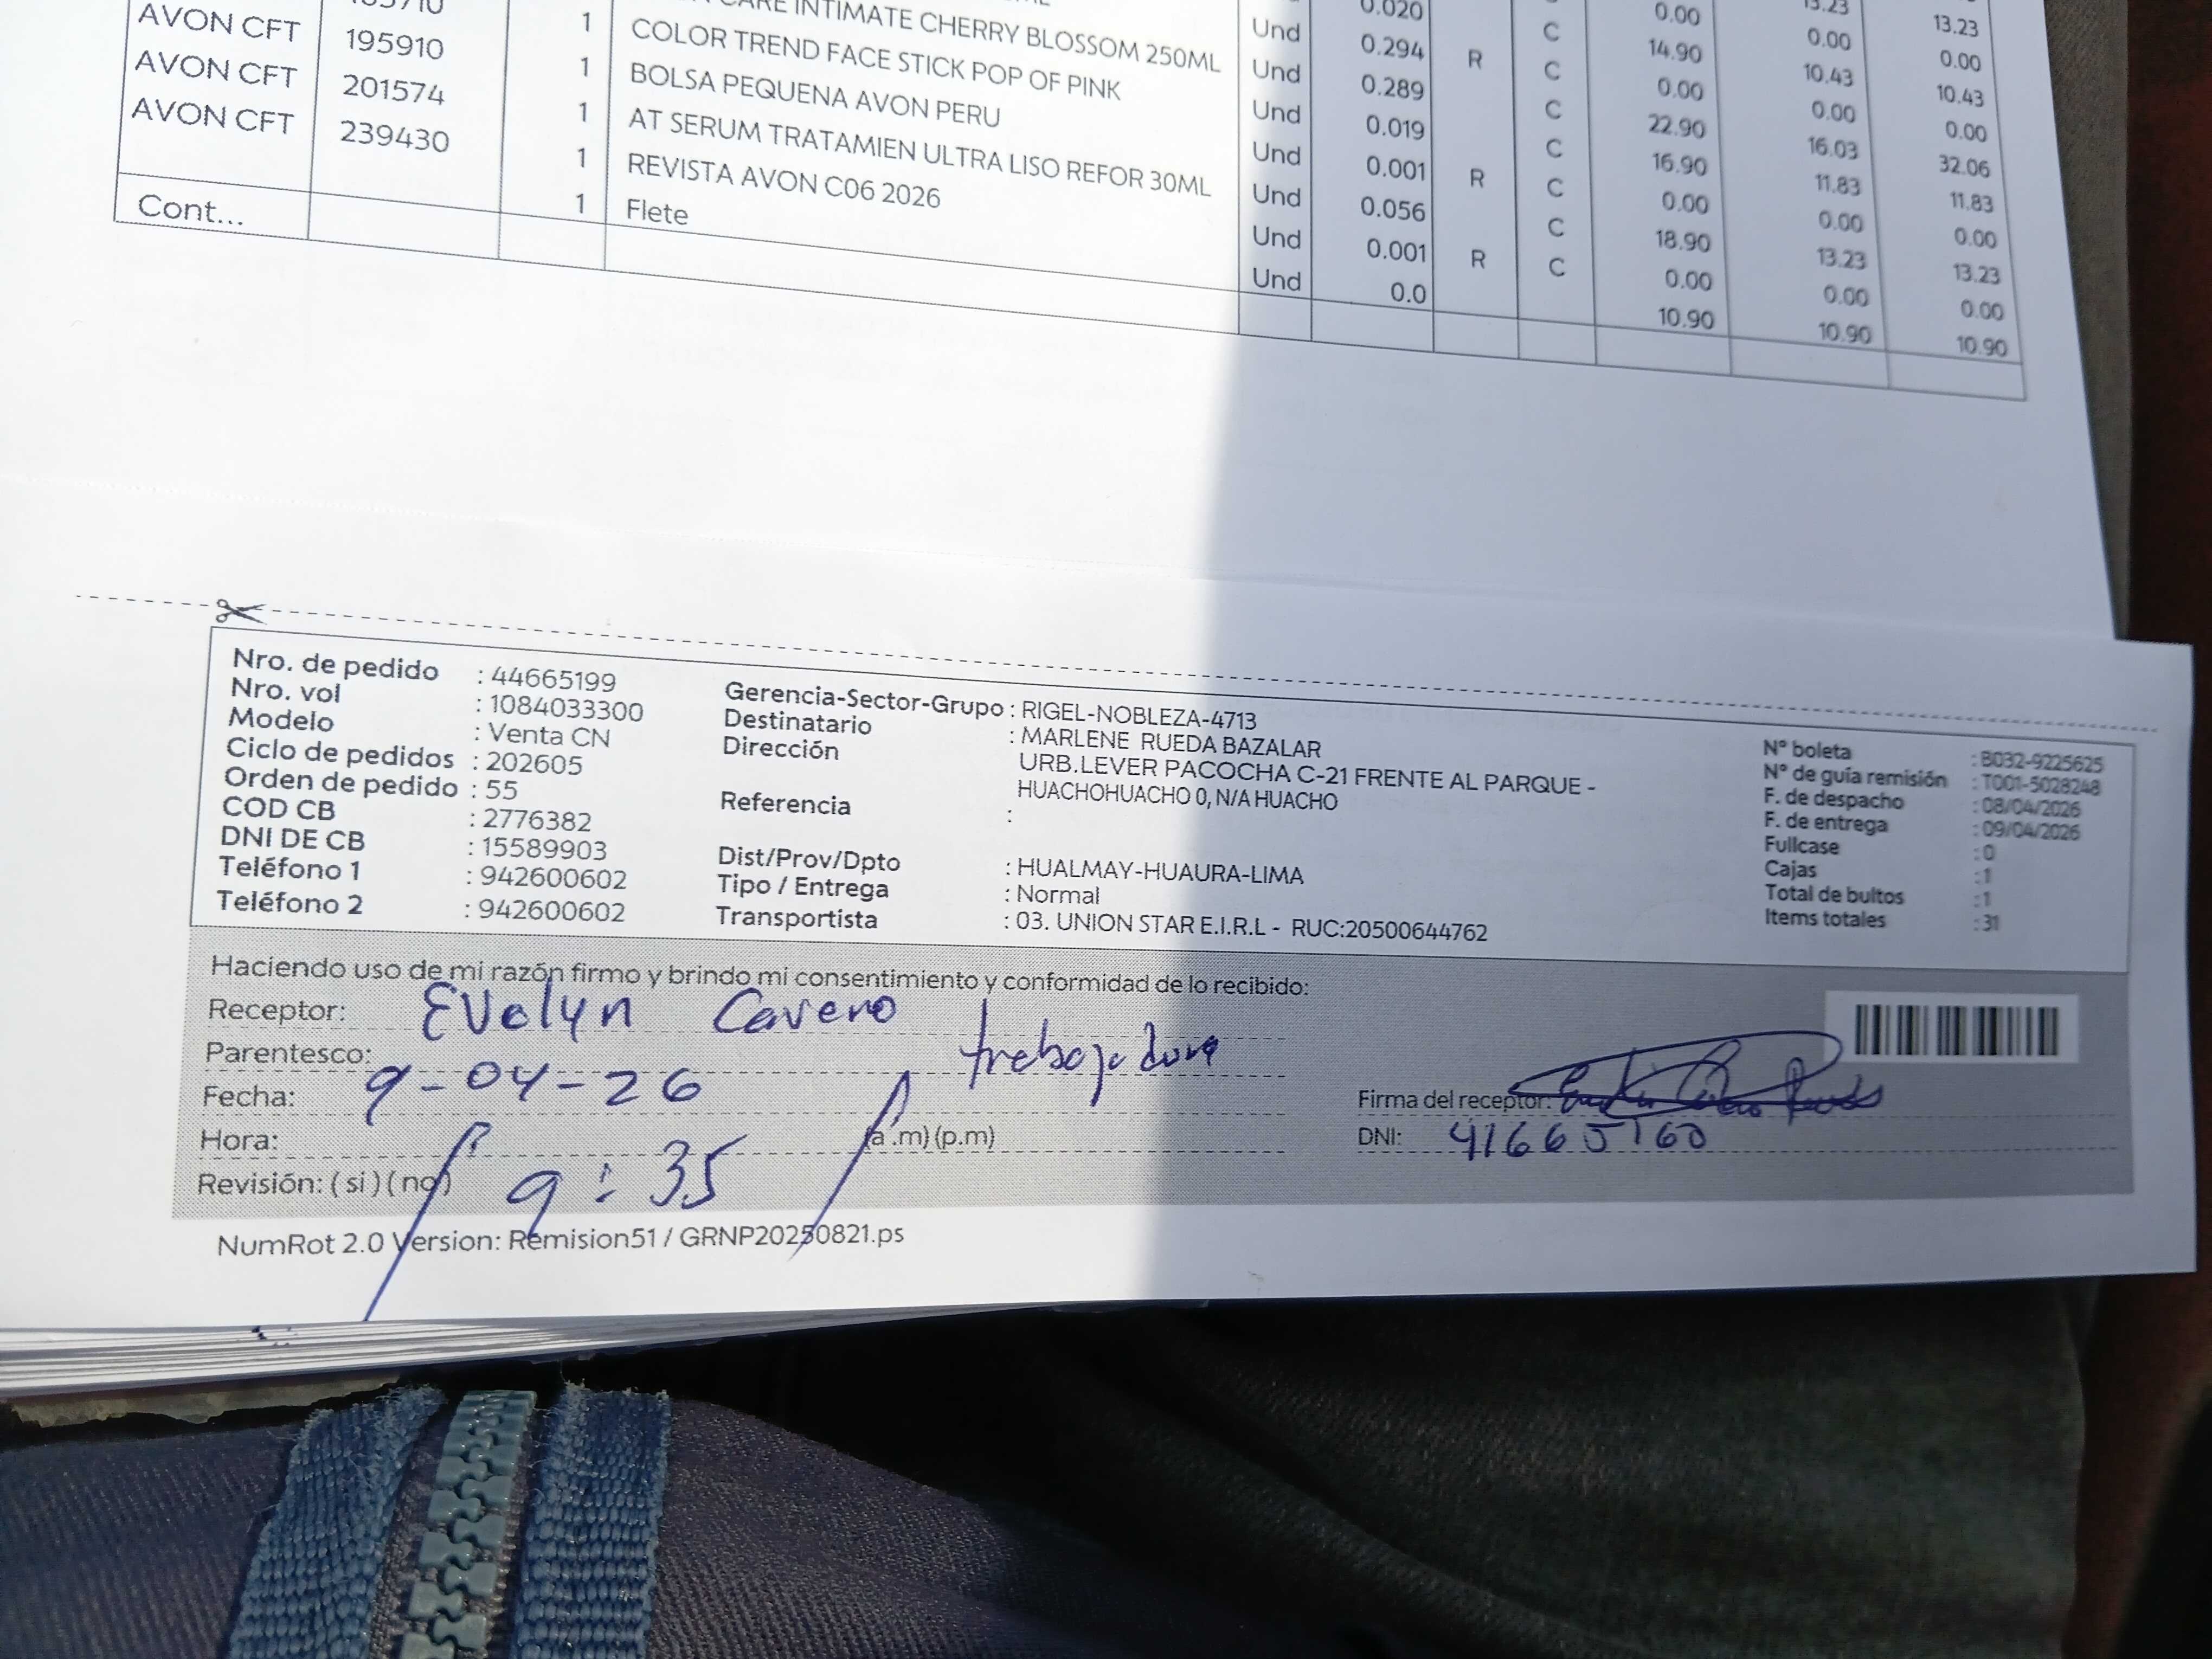 AVON CFT 195910 1 CARE INTIMATE CHERRY BLOSSOM 250ML Und 0.294 R C 14.90 10.43 10.43
AVON CFT 201574 1 COLOR TREND FACE STICK POP OF PINK Und 0.289 C 0.00 0.00 0.00
AVON CFT 239430 1 BOLSA PEQUENA AVON PERU Und 0.019 C 22.90 16.03 32.06
1 AT SERUM TRATAMIEN ULTRA LISO REFOR 30ML Und 0.001 R C 16.90 11.83 11.83
1 REVISTA AVON C06 2026 Und 0.056 C 0.00 0.00 0.00
1 Flete Und 0.001 R C 18.90 13.23 13.23
Und 0.0 0.00 0.00 0.00
10.90 10.90 10.90
Cont...
Nro. de pedido : 44665199
Nro. vol : 1084033300
Modelo : Venta CN
Ciclo de pedidos : 202605
Orden de pedido : 55
COD CB : 2776382
DNI DE CB : 15589903
Teléfono 1 : 942600602
Teléfono 2 : 942600602
Gerencia-Sector-Grupo : RIGEL-NOBLEZA-4713
Destinatario : MARLENE RUEDA BAZALAR
Dirección URB.LEVER PACOCHA C-21 FRENTE AL PARQUE -
HUACHOHUACHO 0, N/A HUACHO
Referencia :
Dist/Prov/Dpto : HUALMAY-HUAURA-LIMA
Tipo / Entrega : Normal
Transportista : 03. UNION STAR E.I.R.L - RUC:20500644762
N° boleta : B032-9225625
N° de guía remisión : T001-5028248
F. de despacho : 08/04/2026
F. de entrega : 09/04/2026
Fullcase : 0
Cajas : 1
Total de bultos : 1
Items totales : 31
Haciendo uso de mi razón firmo y brindo mi consentimiento y conformidad de lo recibido:
Receptor: Evelyn Cavero
Parentesco: trabajadora
Fecha: 9-04-26
Hora: (a .m) (p.m)
Revisión: ( si ) ( no ) 9:35
Firma del receptor:
DNI: 41665160
NumRot 2.0 Version: Remision51 / GRNP20250821.ps